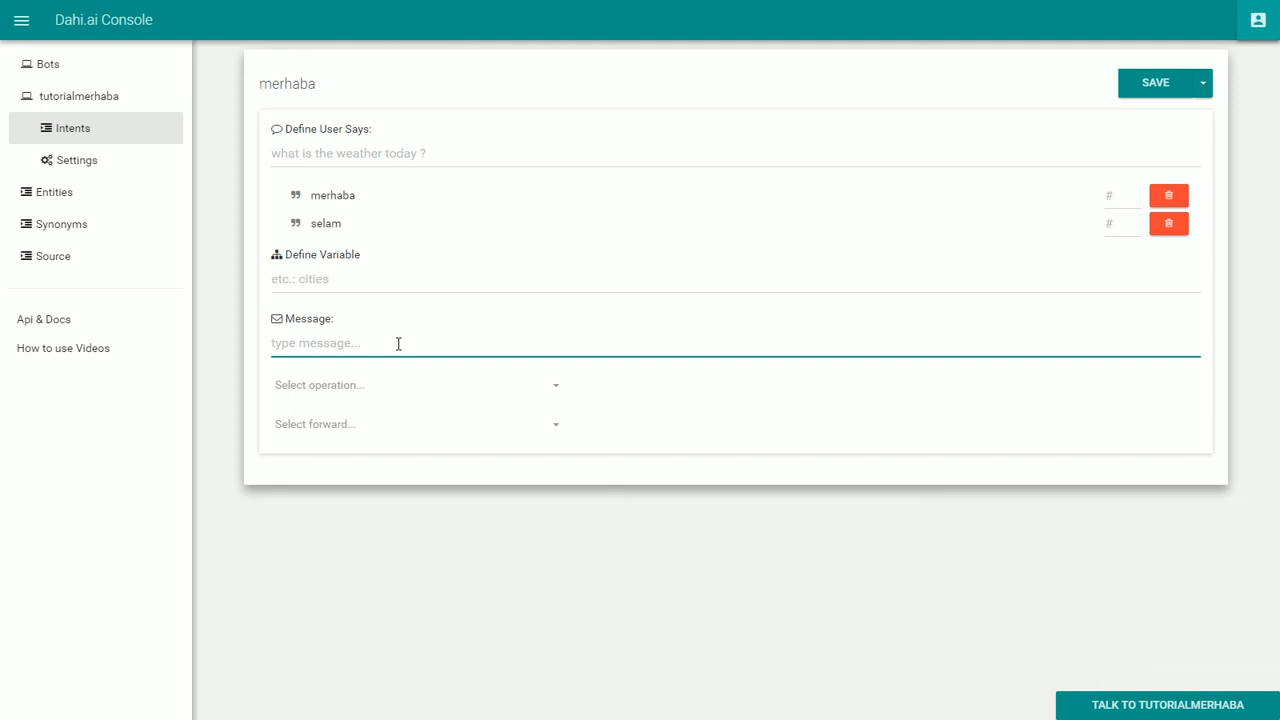 Dahi.ai Console
Bots
tutorialmerhaba
Intents
Settings
Entities
Synonyms
Source
Api & Docs
How to use Videos
merhaba
SAVE
Define User Says:
what is the weather today ?
merhaba #
selam #
Define Variable
etc.: cities
Message:
type message...
Select operation...
Select forward...
TALK TO TUTORIALMERHABA